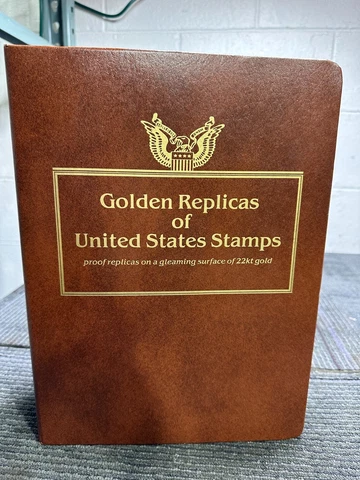 Golden Replicas
of
United States Stamps
proof replicas on a gleaming surface of 22kt gold